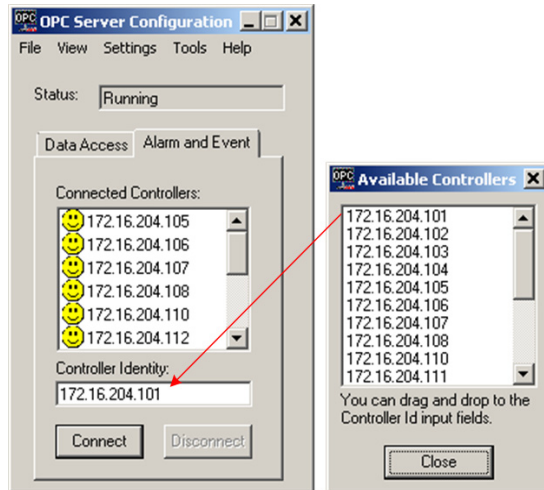 OPC Server Configuration
File View Settings Tools Help
Status: Running
Data Access Alarm and Event
Connected Controllers:
172.16.204.105
172.16.204.106
172.16.204.107
172.16.204.108
172.16.204.110
172.16.204.112
Controller Identity:
172.16.204.101
Connect Disconnect
OPC Available Controllers
172.16.204.101
172.16.204.102
172.16.204.103
172.16.204.104
172.16.204.105
172.16.204.106
172.16.204.107
172.16.204.108
172.16.204.110
172.16.204.111
You can drag and drop to the
Controller Id input fields.
Close